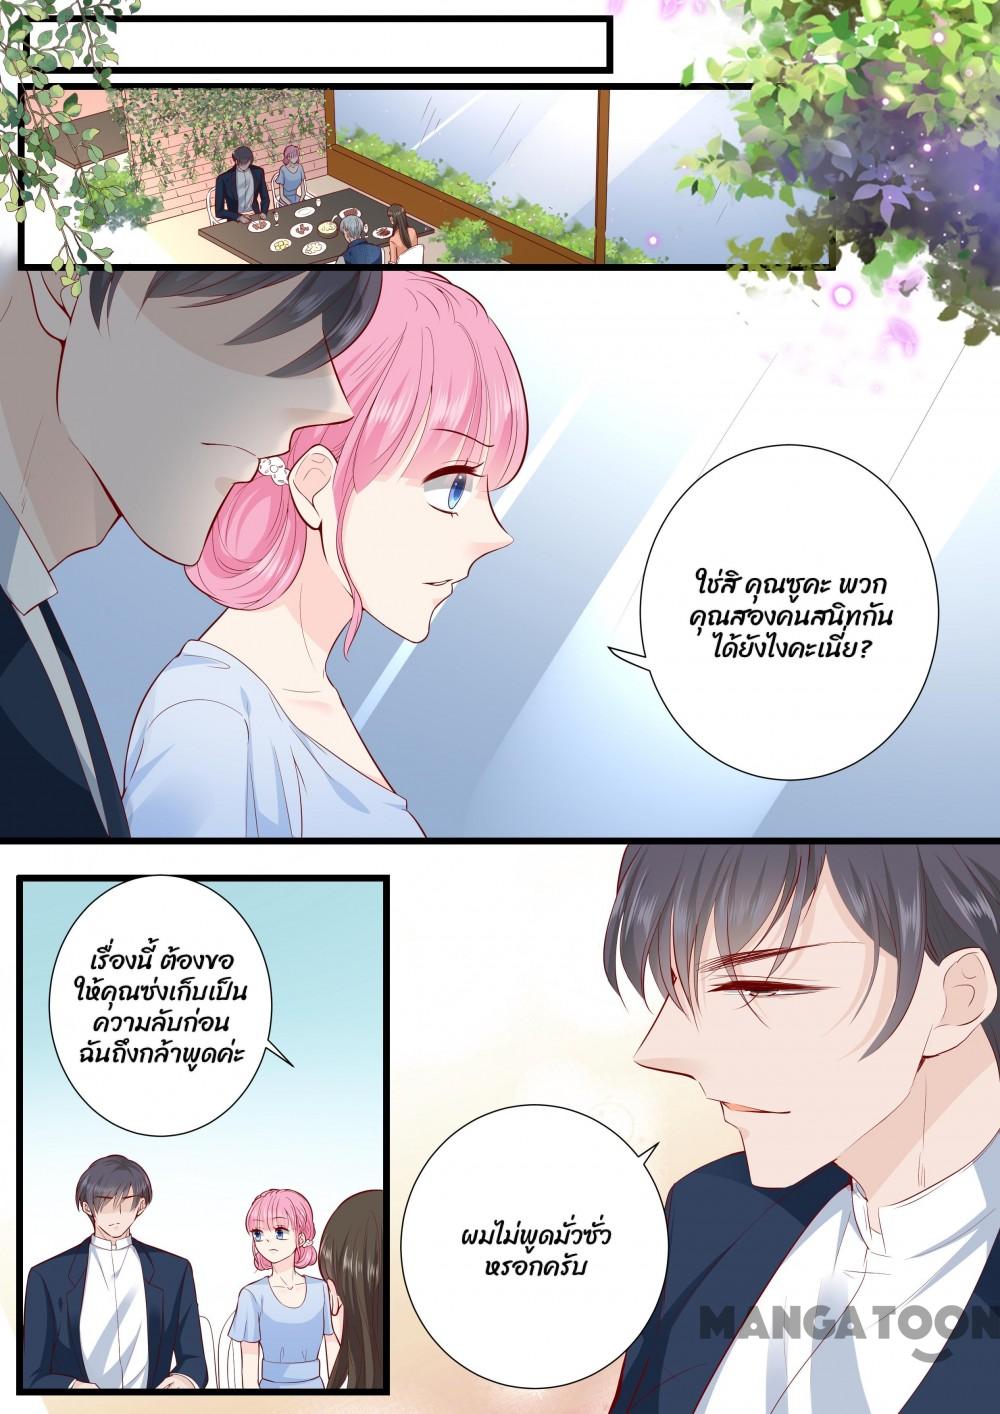 ใช่สิ คุณซูคะ พวก
คุณสองคนสนิทกัน
ได้ยังไงคะเนี่ย?
เรื่องนี้ ต้องขอ
ให้คุณซ่งเก็บเป็น
ความลับก่อน
ฉันถึงกล้าพูดค่ะ
ผมไม่พูดมั่วซั่ว
หรอกครับ
MANGATOON